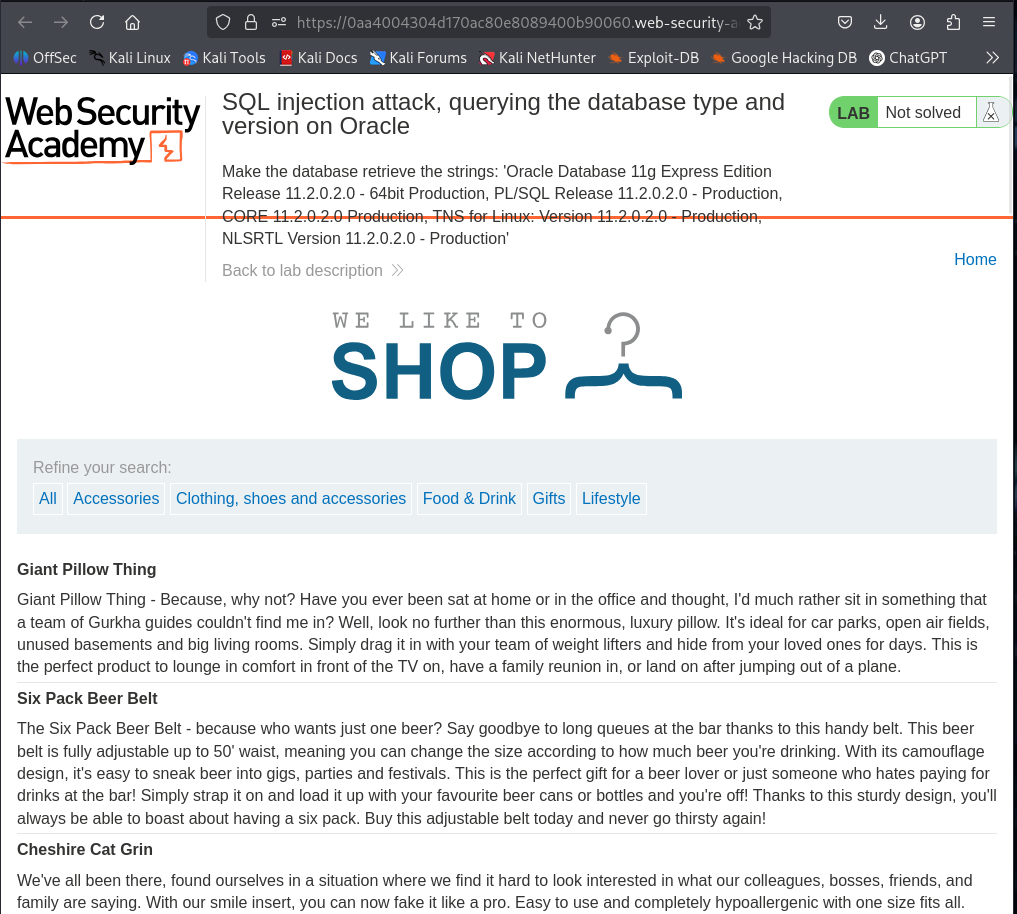 https://0aa4004304d170ac80e8089400b90060.web-security-a
OffSec Kali Linux Kali Tools Kali Docs Kali Forums Kali NetHunter Exploit-DB Google Hacking DB ChatGPT
Web Security
Academy
SQL injection attack, querying the database type and
version on Oracle
LAB Not solved
Make the database retrieve the strings: 'Oracle Database 11g Express Edition
Release 11.2.0.2.0 - 64bit Production, PL/SQL Release 11.2.0.2.0 - Production,
CORE 11.2.0.2.0 Production, TNS for Linux: Version 11.2.0.2.0 - Production,
NLSRTL Version 11.2.0.2.0 - Production'
Back to lab description
Home
WE LIKE TO
SHOP
Refine your search:
All Accessories Clothing, shoes and accessories Food & Drink Gifts Lifestyle
Giant Pillow Thing
Giant Pillow Thing - Because, why not? Have you ever been sat at home or in the office and thought, I'd much rather sit in something that
a team of Gurkha guides couldn't find me in? Well, look no further than this enormous, luxury pillow. It's ideal for car parks, open air fields,
unused basements and big living rooms. Simply drag it in with your team of weight lifters and hide from your loved ones for days. This is
the perfect product to lounge in comfort in front of the TV on, have a family reunion in, or land on after jumping out of a plane.
Six Pack Beer Belt
The Six Pack Beer Belt - because who wants just one beer? Say goodbye to long queues at the bar thanks to this handy belt. This beer
belt is fully adjustable up to 50' waist, meaning you can change the size according to how much beer you're drinking. With its camouflage
design, it's easy to sneak beer into gigs, parties and festivals. This is the perfect gift for a beer lover or just someone who hates paying for
drinks at the bar! Simply strap it on and load it up with your favourite beer cans or bottles and you're off! Thanks to this sturdy design, you'll
always be able to boast about having a six pack. Buy this adjustable belt today and never go thirsty again!
Cheshire Cat Grin
We've all been there, found ourselves in a situation where we find it hard to look interested in what our colleagues, bosses, friends, and
family are saying. With our smile insert, you can now fake it like a pro. Easy to use and completely hypoallergenic with one size fits all.